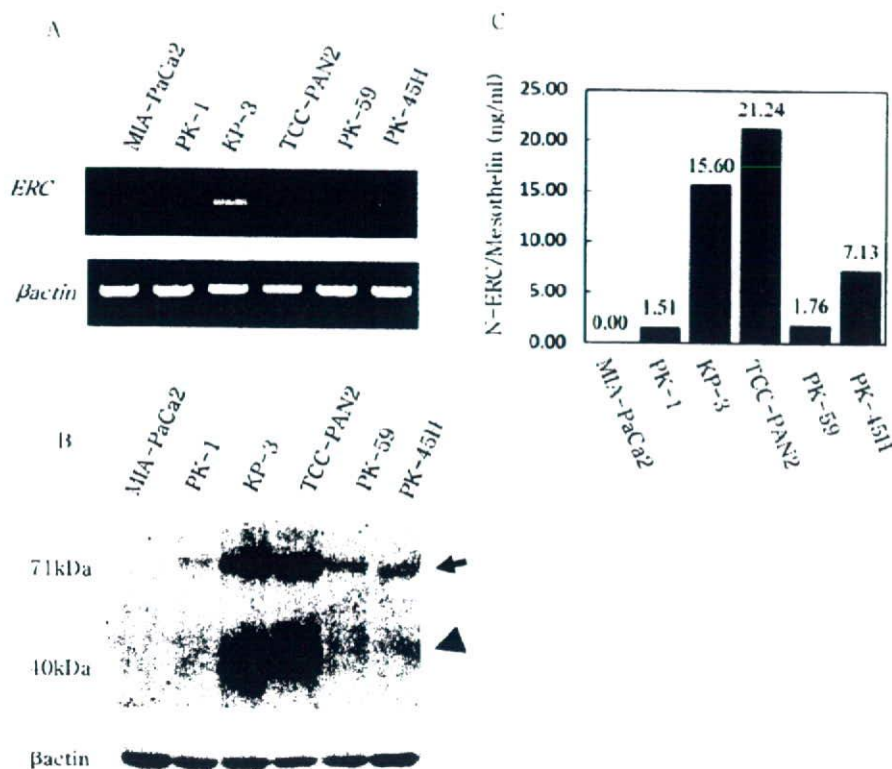 A
MIA-PaCa2
PK-1
KP-3
TCC-PAN2
PK-59
PK-45H
ERC
βactin
B
MIA-PaCa2
PK-1
KP-3
TCC-PAN2
PK-59
PK-45H
71kDa
40kDa
βactin
C
N-ERC/Mesothelin (ng/ml)
25.00
20.00
15.00
10.00
5.00
0.00
0.00
1.51
15.60
21.24
1.76
7.13
MIA-PaCa2
PK-1
KP-3
TCC-PAN2
PK-59
PK-45H